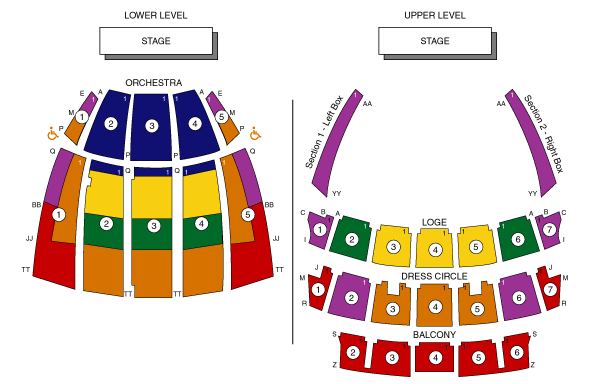 LOWER LEVEL
UPPER LEVEL
STAGE
STAGE
ORCHESTRA
E A A E
1 1 1 1 1
M M
1 2 3 4 5
P P P P
AA AA
Section 1 - Left Box
Section 2 - Right Box
YY YY
Q Q Q Q
1 1
BB BB
1 2 3 4 5
JJ JJ
TT TT TT TT
LOGE
C B A A B C
1 2 3 4 5 6 7
I I
DRESS CIRCLE
J J
M M
1 2 3 4 5 6 7
R R
BALCONY
S S
2 3 4 5 6
Z Z